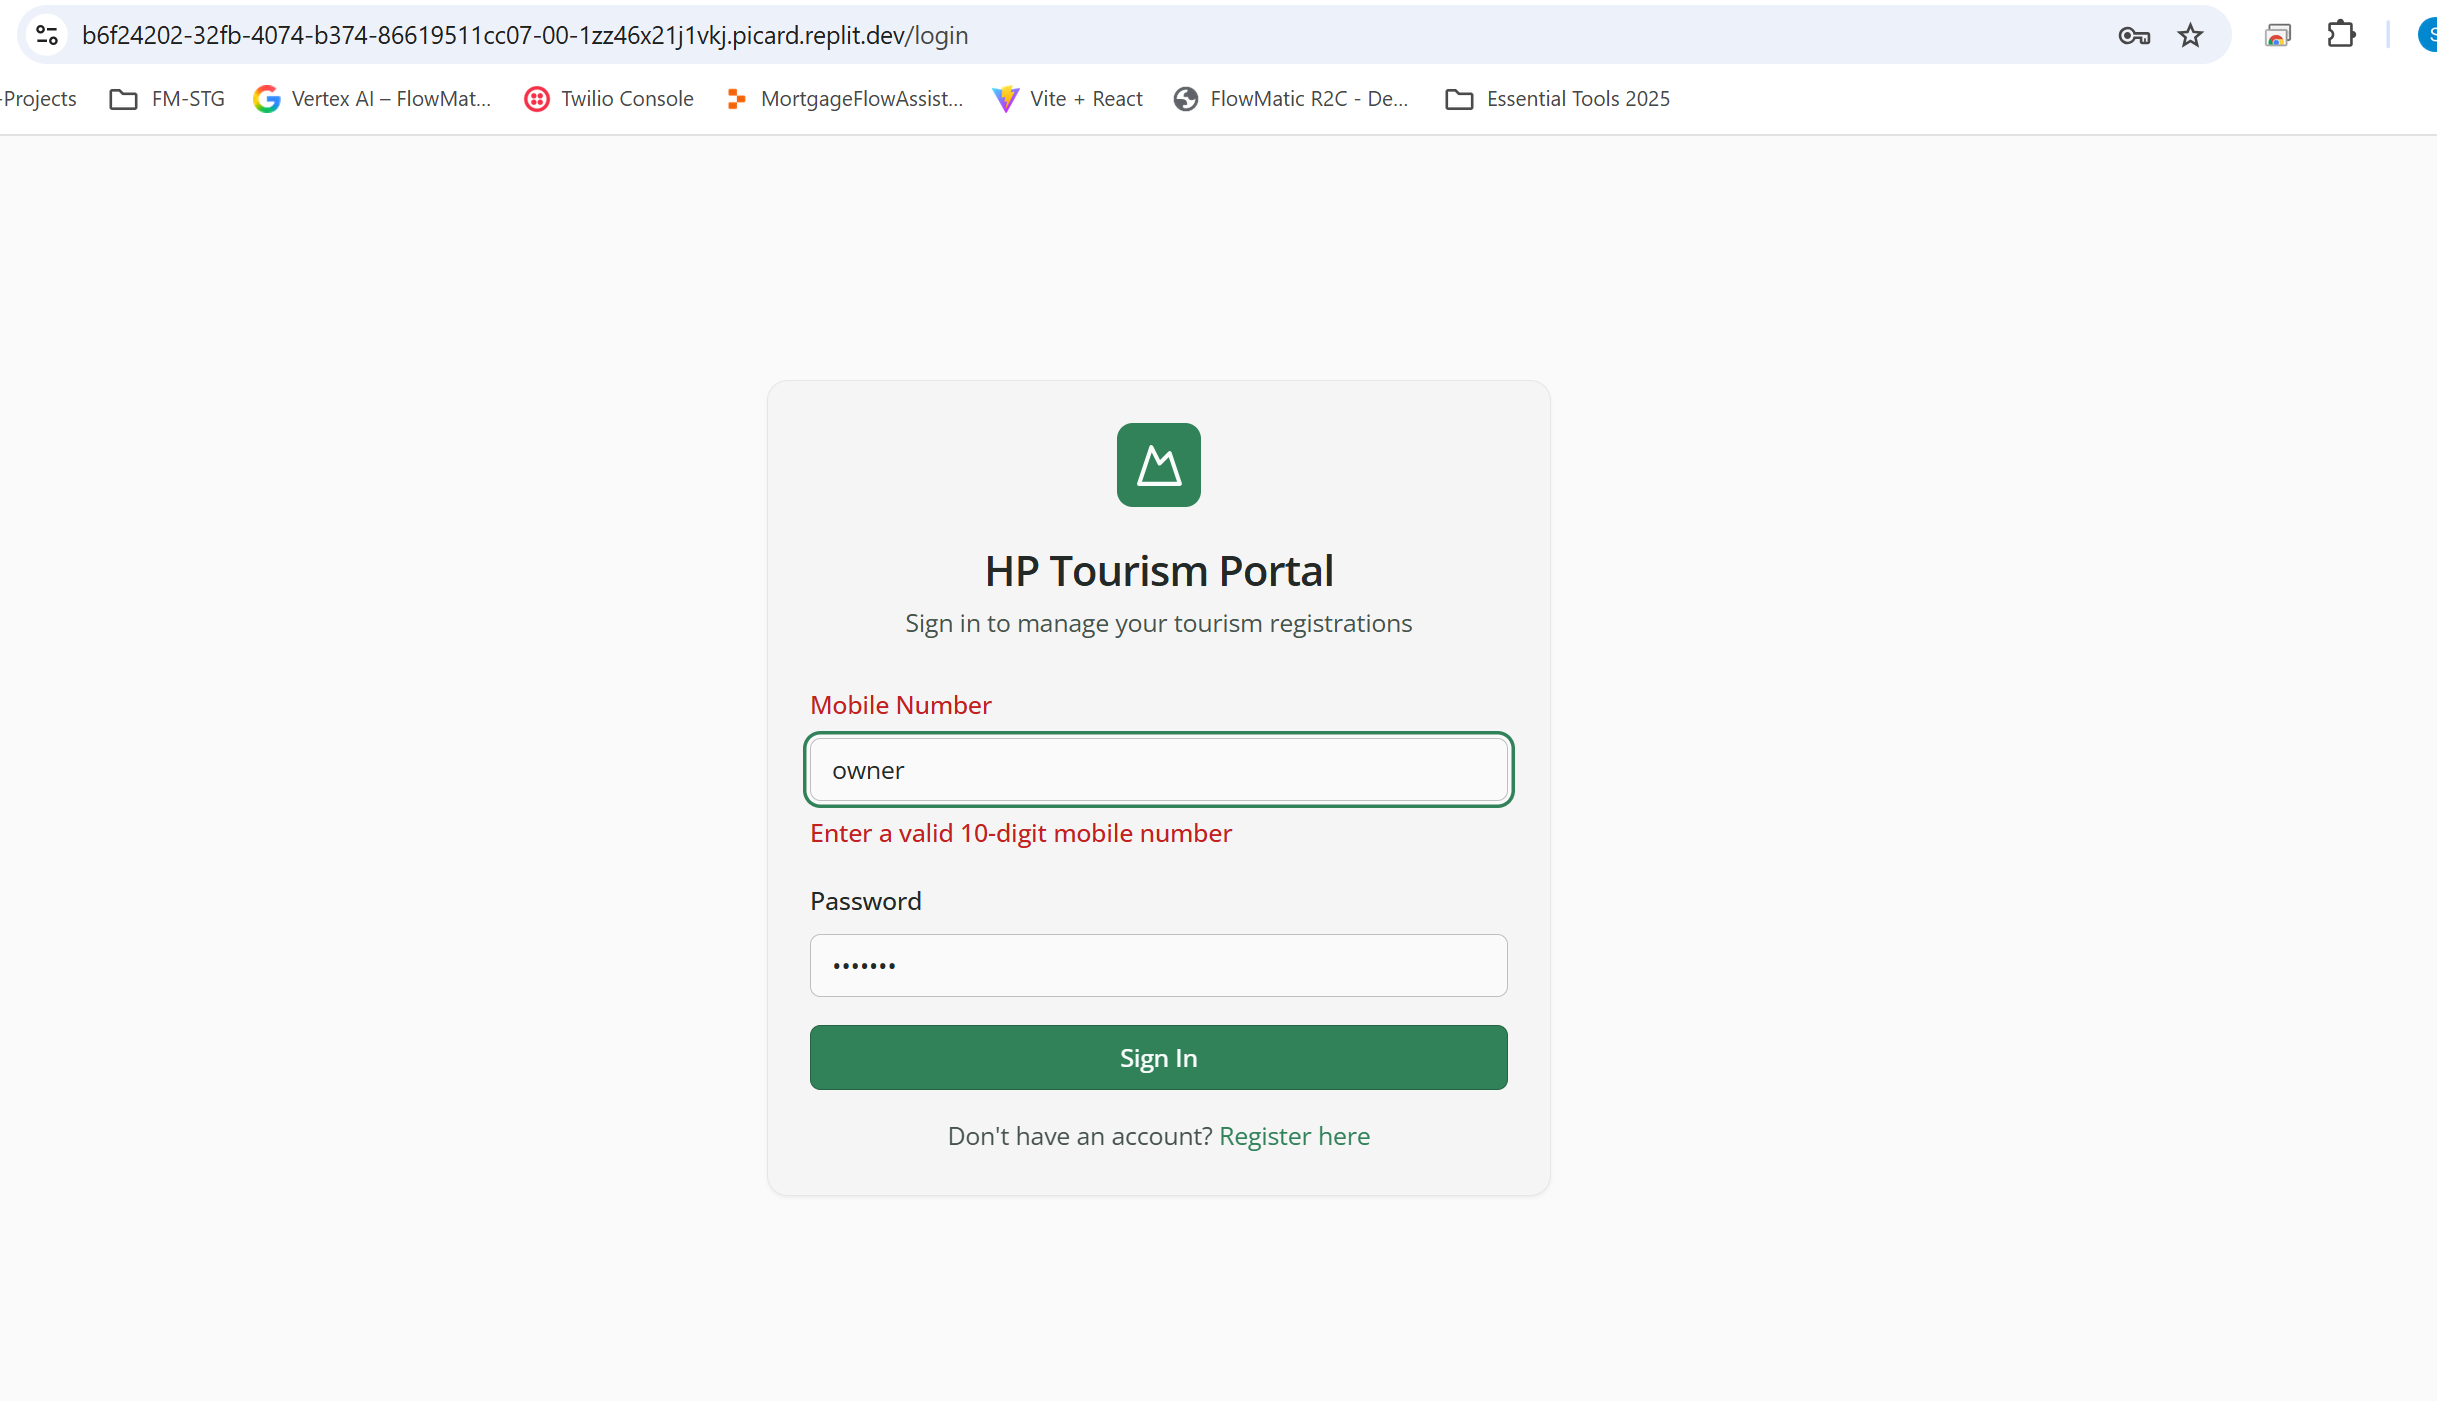 b6f24202-32fb-4074-b374-86619511cc07-00-1zz46x21j1vkj.picard.replit.dev/login
-Projects FM-STG Vertex AI – FlowMat... Twilio Console MortgageFlowAssist... Vite + React FlowMatic R2C - De... Essential Tools 2025
HP Tourism Portal
Sign in to manage your tourism registrations
Mobile Number
owner
Enter a valid 10-digit mobile number
Password
•••••••
Sign In
Don't have an account? Register here